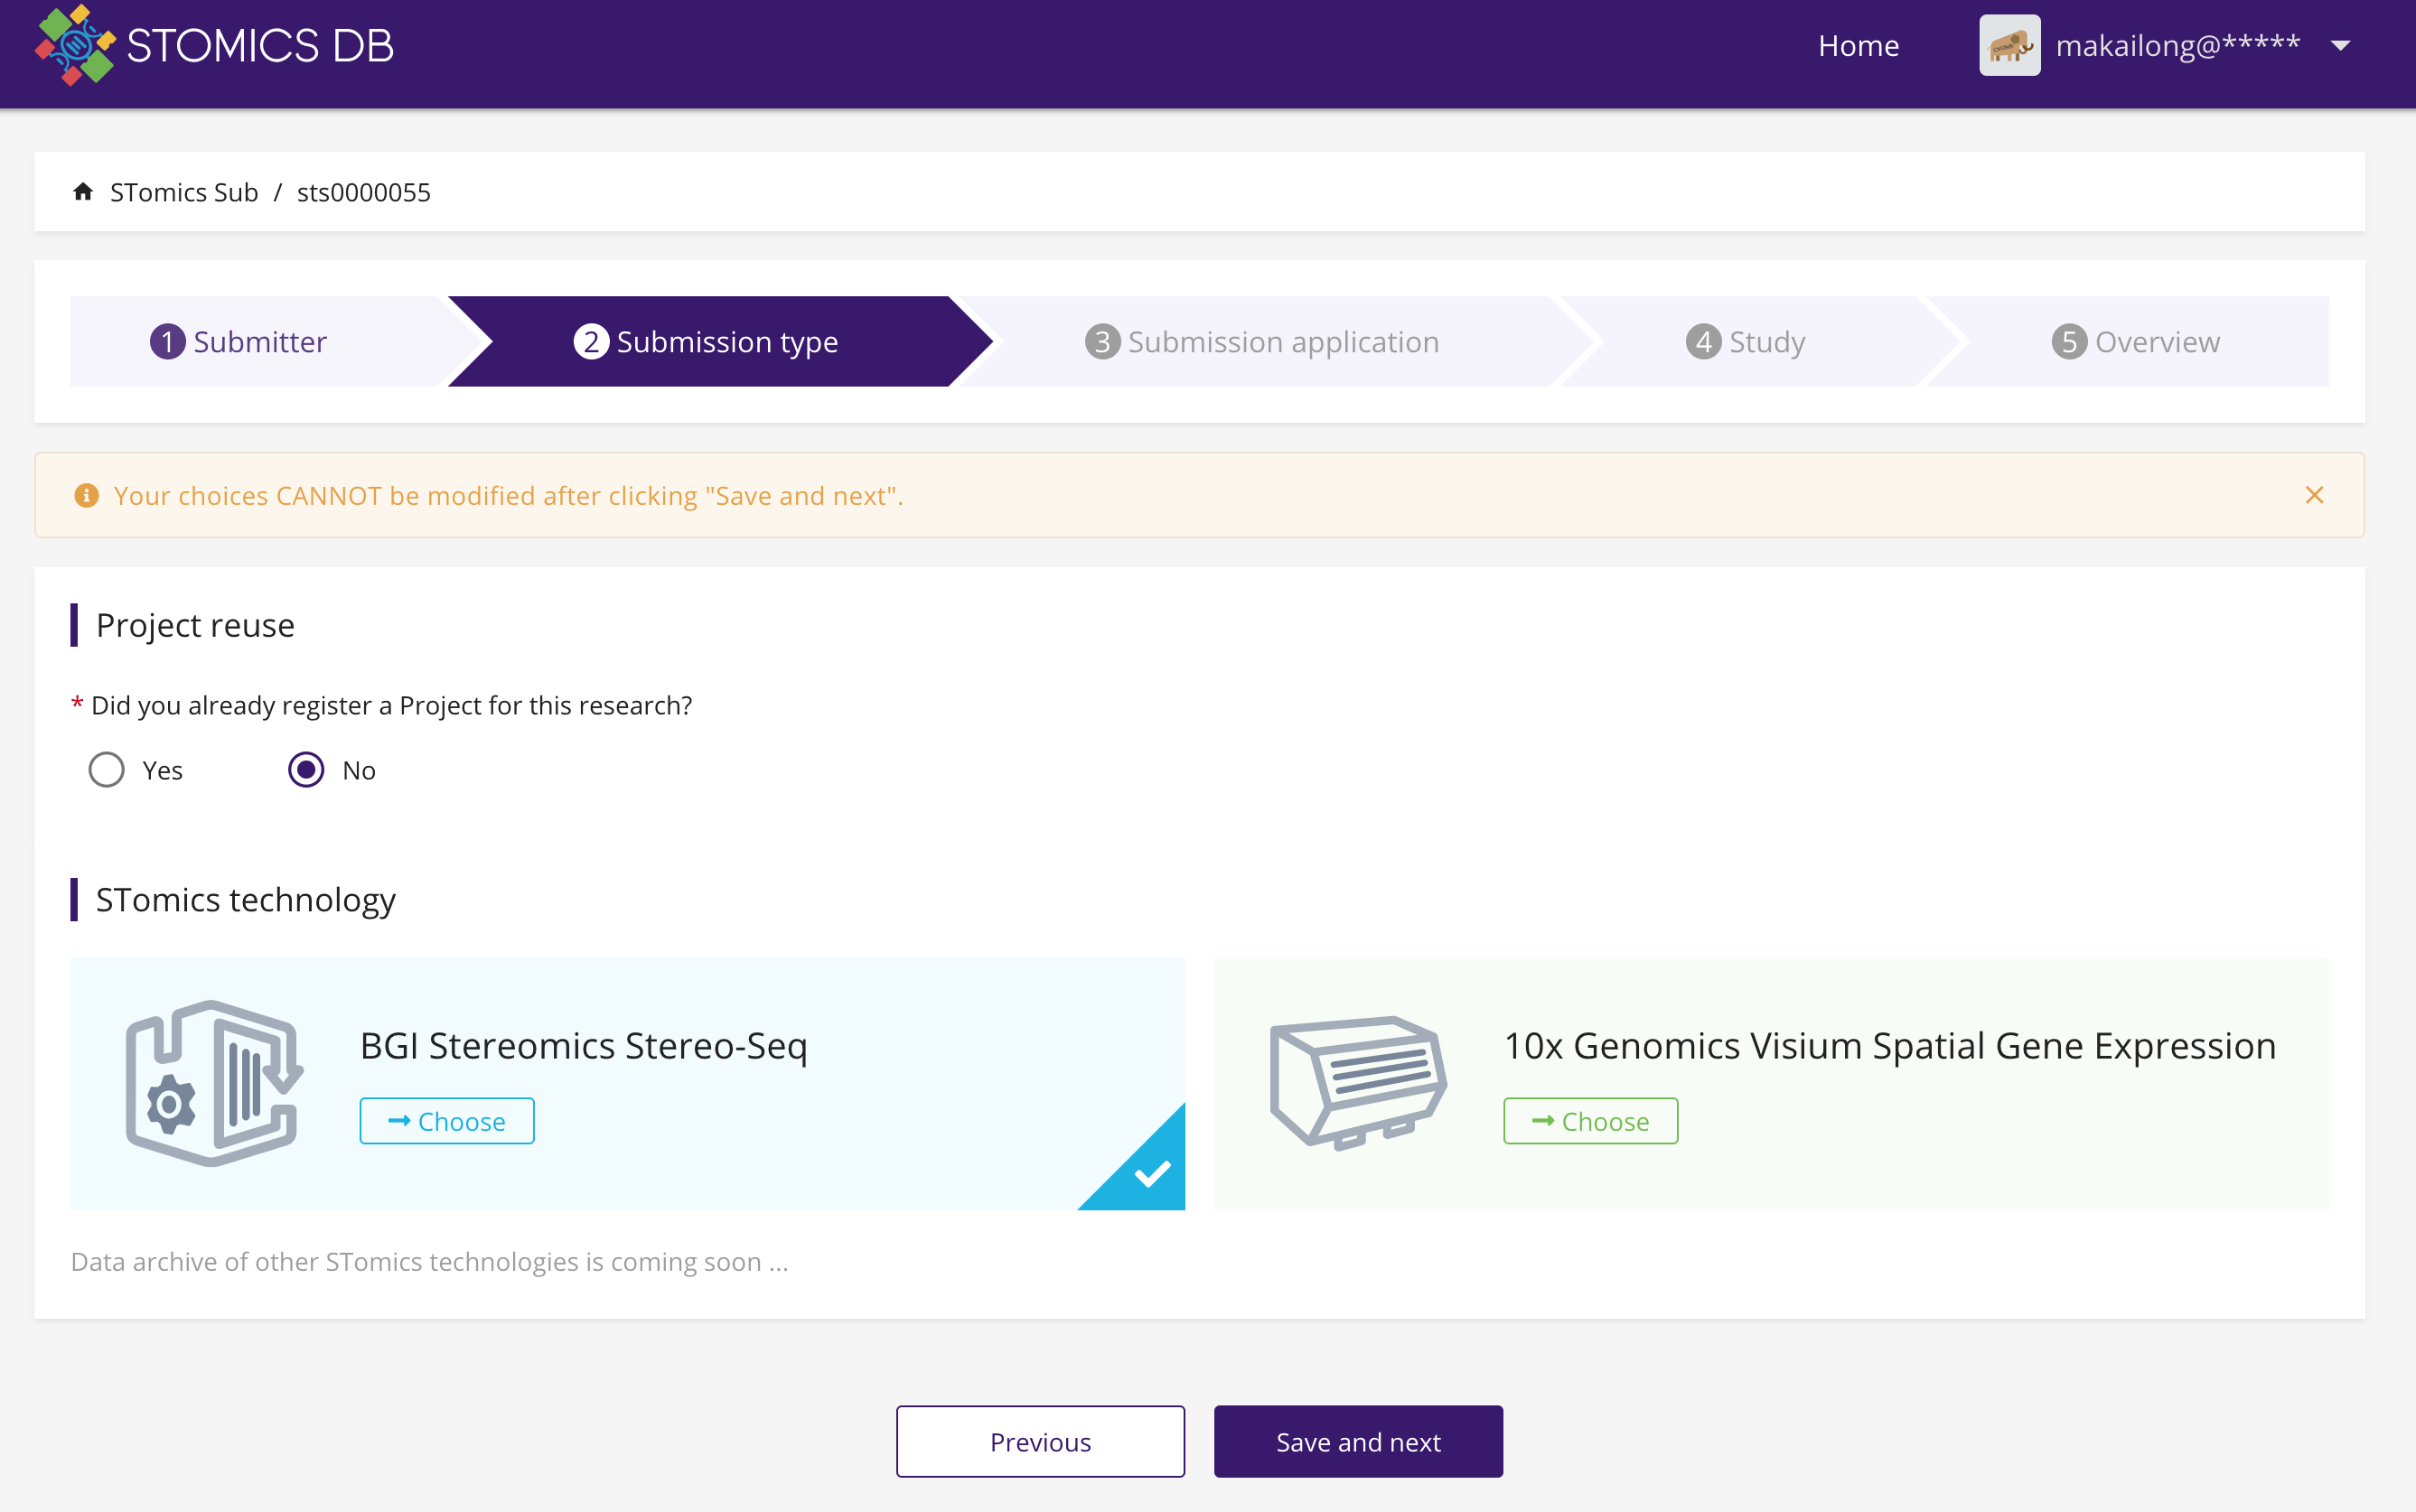 STOMICS DB
Home
makailong@*****
STomics Sub / sts0000055
1 Submitter
2 Submission type
3 Submission application
4 Study
5 Overview
Your choices CANNOT be modified after clicking "Save and next".
Project reuse
* Did you already register a Project for this research?
Yes
No
STomics technology
BGI Stereomics Stereo-Seq
Choose
10x Genomics Visium Spatial Gene Expression
Choose
Data archive of other STomics technologies is coming soon ...
Previous
Save and next